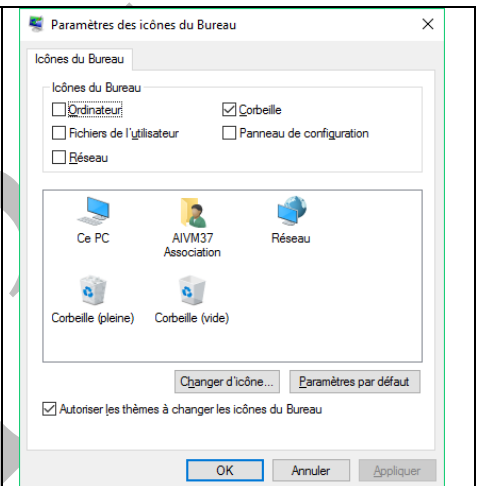 Paramètres des icônes du Bureau
Icônes du Bureau
Icônes du Bureau
Ordinateur
Corbeille
Fichiers de l'utilisateur
Panneau de configuration
Réseau
Ce PC
AIVM37
Association
Réseau
Corbeille (pleine)
Corbeille (vide)
Changer d'icône...
Paramètres par défaut
Autoriser les thèmes à changer les icônes du Bureau
OK
Annuler
Appliquer